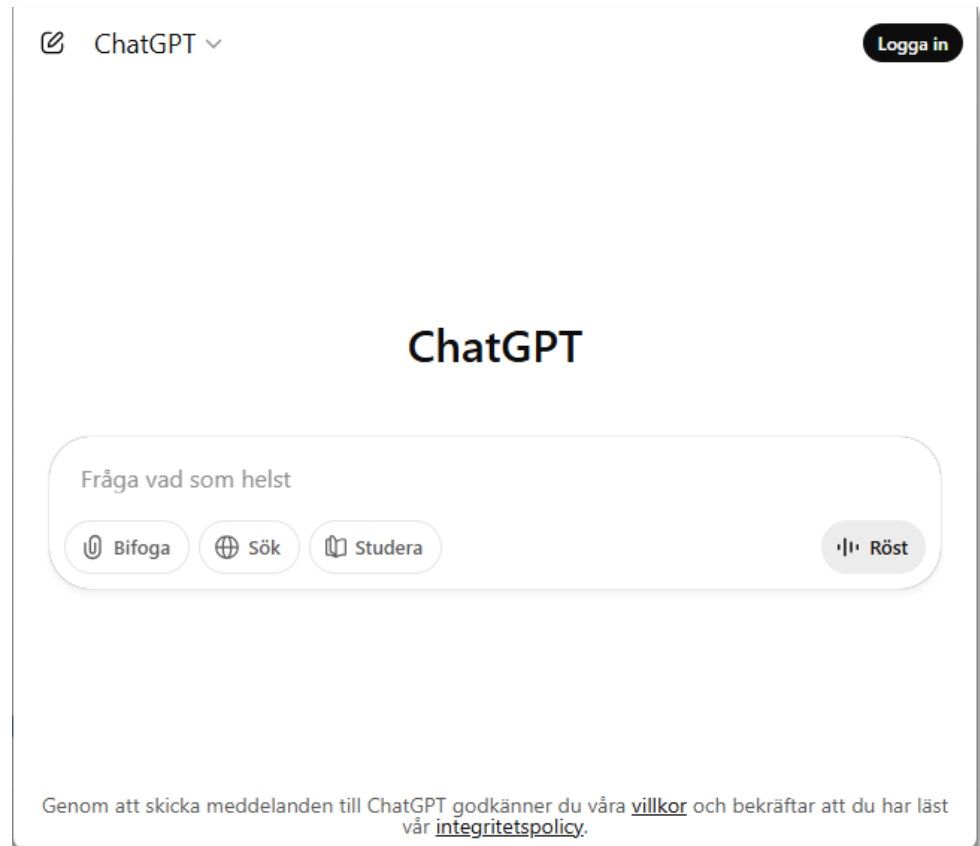 ChatGPT
Logga in
ChatGPT
Fråga vad som helst
Bifoga
Sök
Studera
Röst
Genom att skicka meddelanden till ChatGPT godkänner du våra villkor och bekräftar att du har läst
vår integritetspolicy.